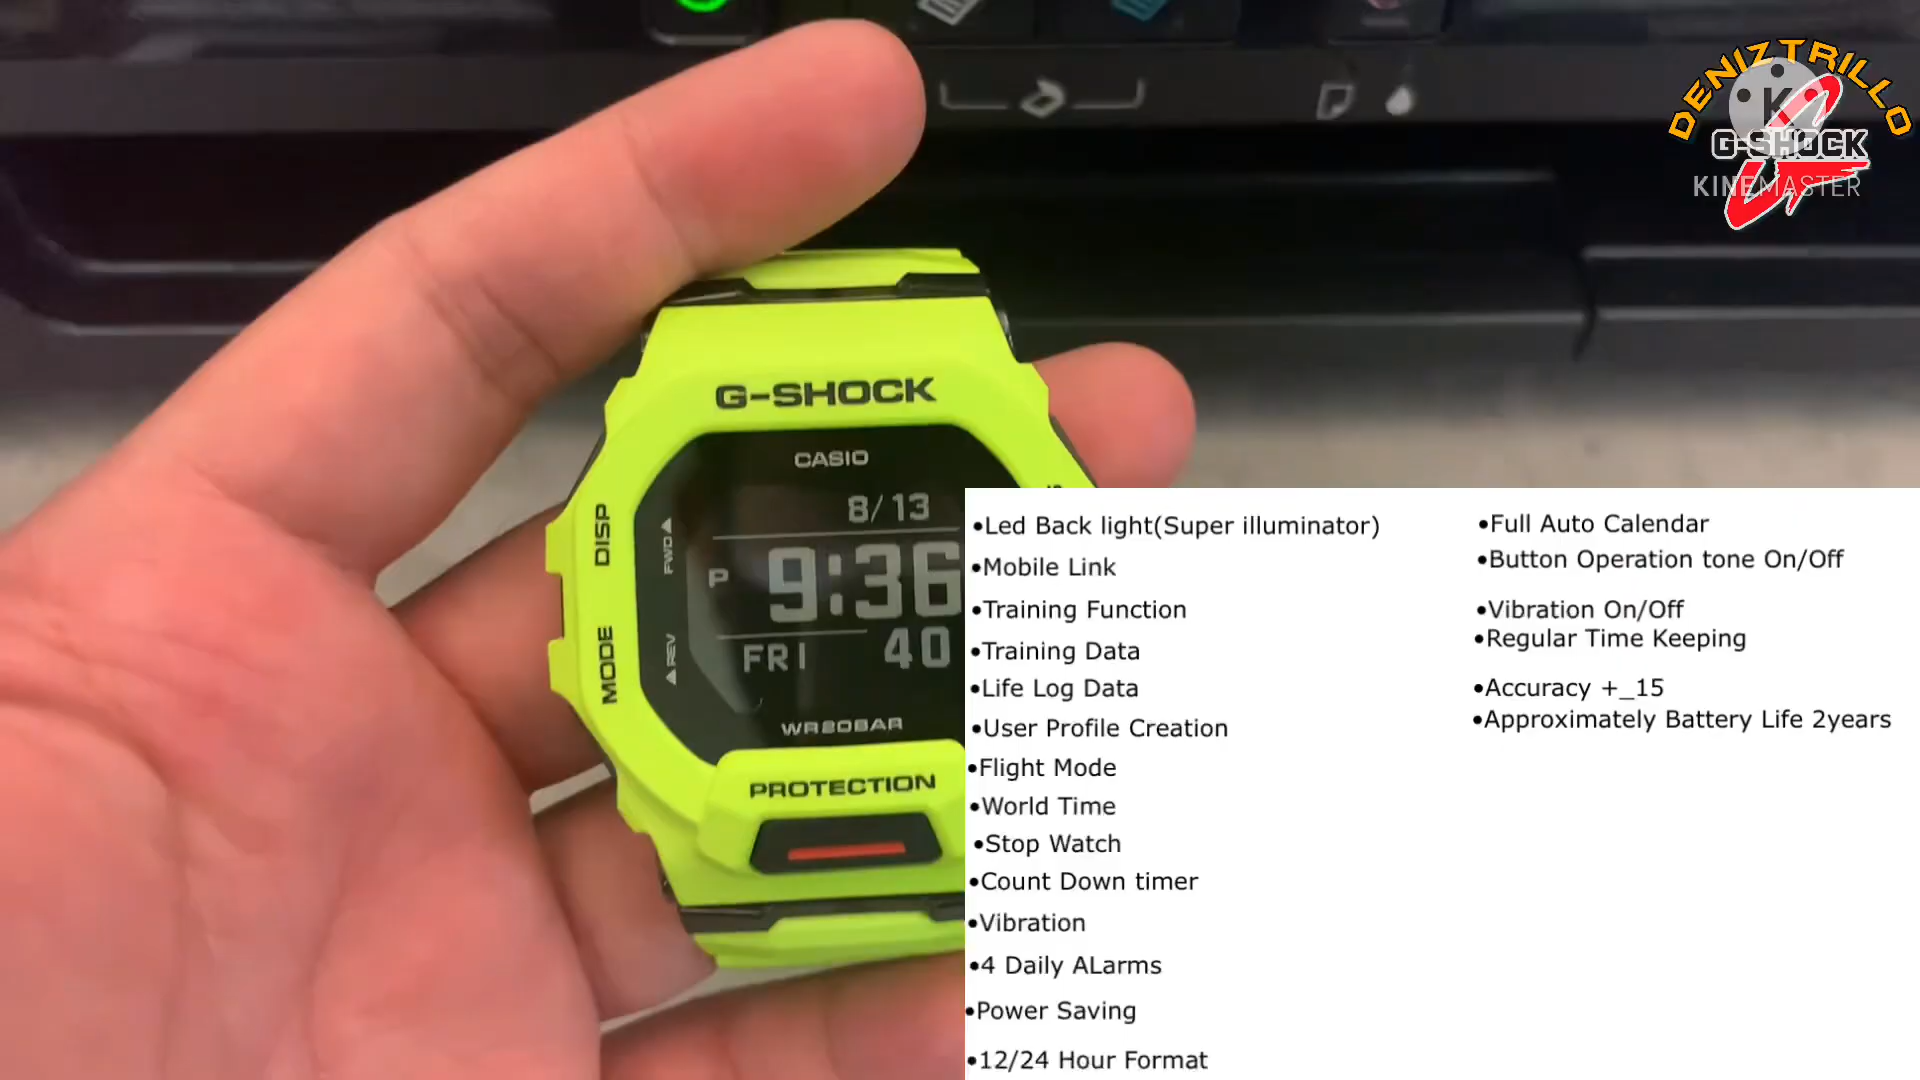 DENIZTRILLO
K
G-SHOCK
KINEMASTER
G-SHOCK
CASIO
8/13
DISP
FWD
P 9:36
MODE
REV
FRI 40
WR20BAR
PROTECTION
•Led Back light(Super illuminator)
•Mobile Link
•Training Function
•Training Data
•Life Log Data
•User Profile Creation
•Flight Mode
•World Time
•Stop Watch
•Count Down timer
•Vibration
•4 Daily ALarms
•Power Saving
•12/24 Hour Format
•Full Auto Calendar
•Button Operation tone On/Off
•Vibration On/Off
•Regular Time Keeping
•Accuracy +_15
•Approximately Battery Life 2years